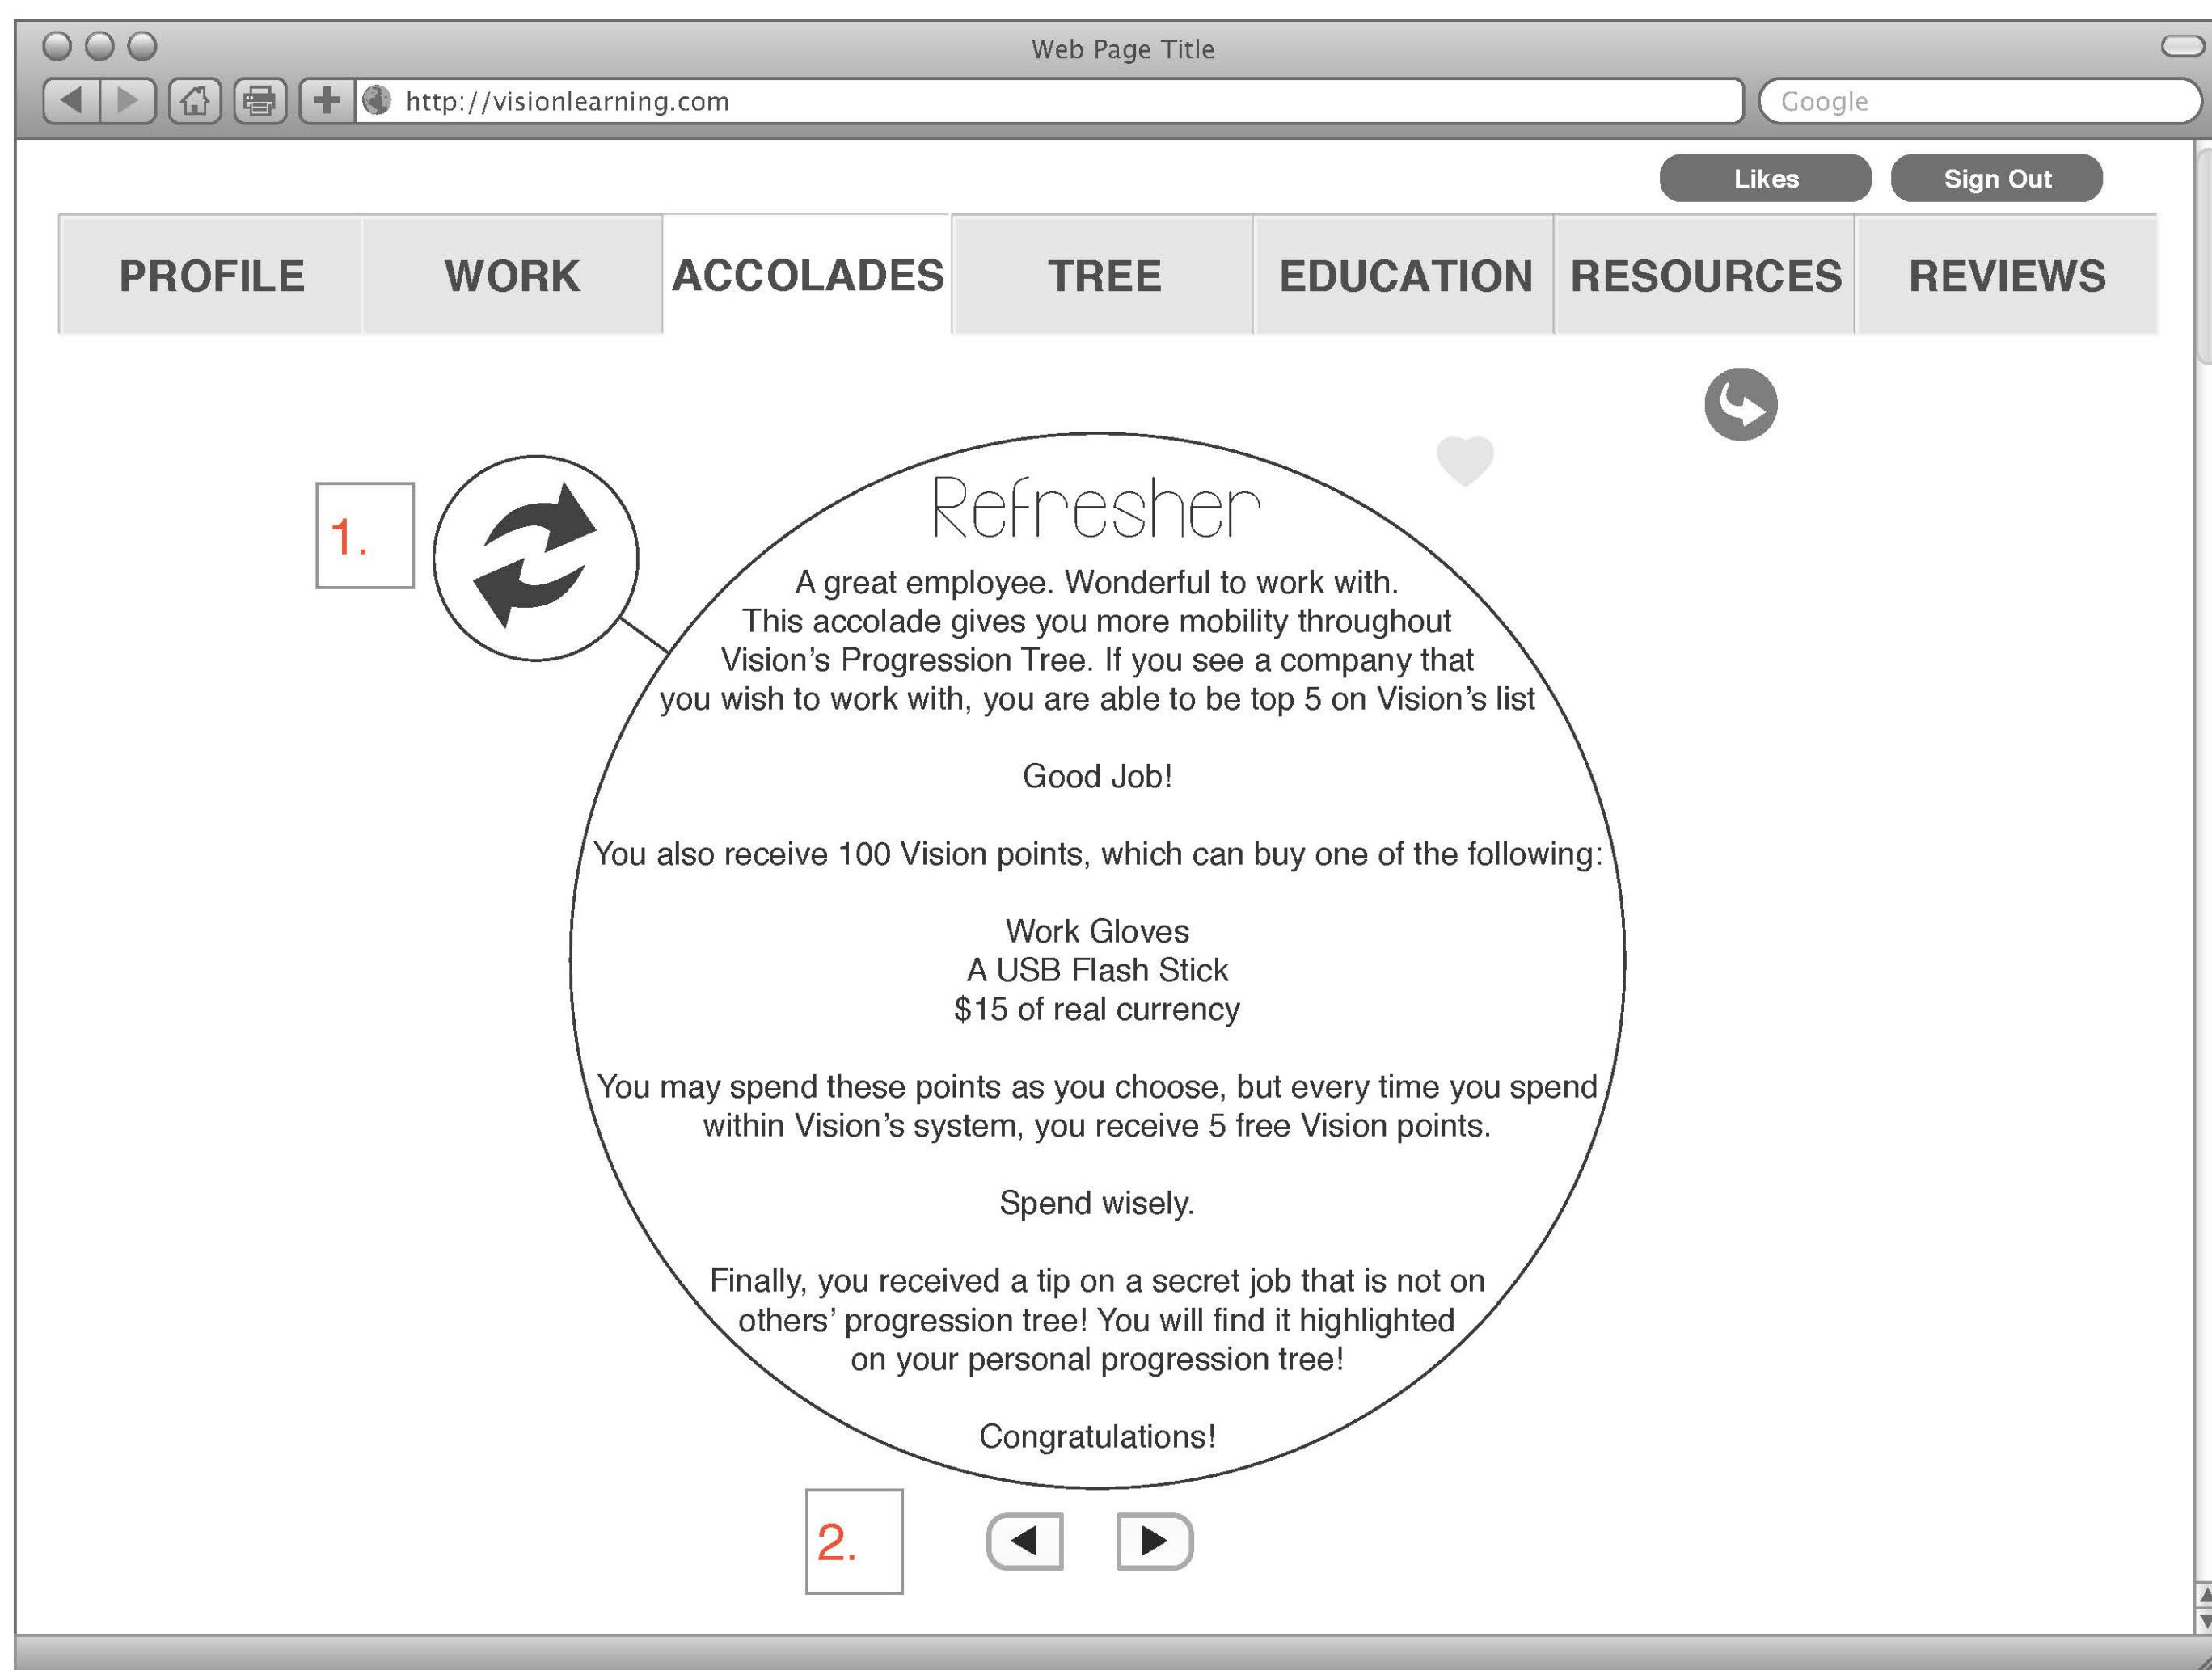 Web Page Title
http://visionlearning.com
Google
Likes
Sign Out
PROFILE
WORK
ACCOLADES
TREE
EDUCATION
RESOURCES
REVIEWS
1.
Refresher
A great employee. Wonderful to work with.
This accolade gives you more mobility throughout
Vision’s Progression Tree. If you see a company that
you wish to work with, you are able to be top 5 on Vision’s list
Good Job!
You also receive 100 Vision points, which can buy one of the following:
Work Gloves
A USB Flash Stick
$15 of real currency
You may spend these points as you choose, but every time you spend
within Vision’s system, you receive 5 free Vision points.
Spend wisely.
Finally, you received a tip on a secret job that is not on
others’ progression tree! You will find it highlighted
on your personal progression tree!
Congratulations!
2.